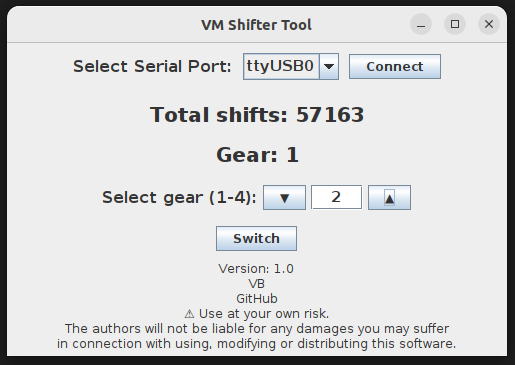 VM Shifter Tool
Select Serial Port: ttyUSB0 Connect
Total shifts: 57163
Gear: 1
Select gear (1-4): ▼ 2 ▲
Switch
Version: 1.0
VB
GitHub
⚠ Use at your own risk.
The authors will not be liable for any damages you may suffer
in connection with using, modifying or distributing this software.